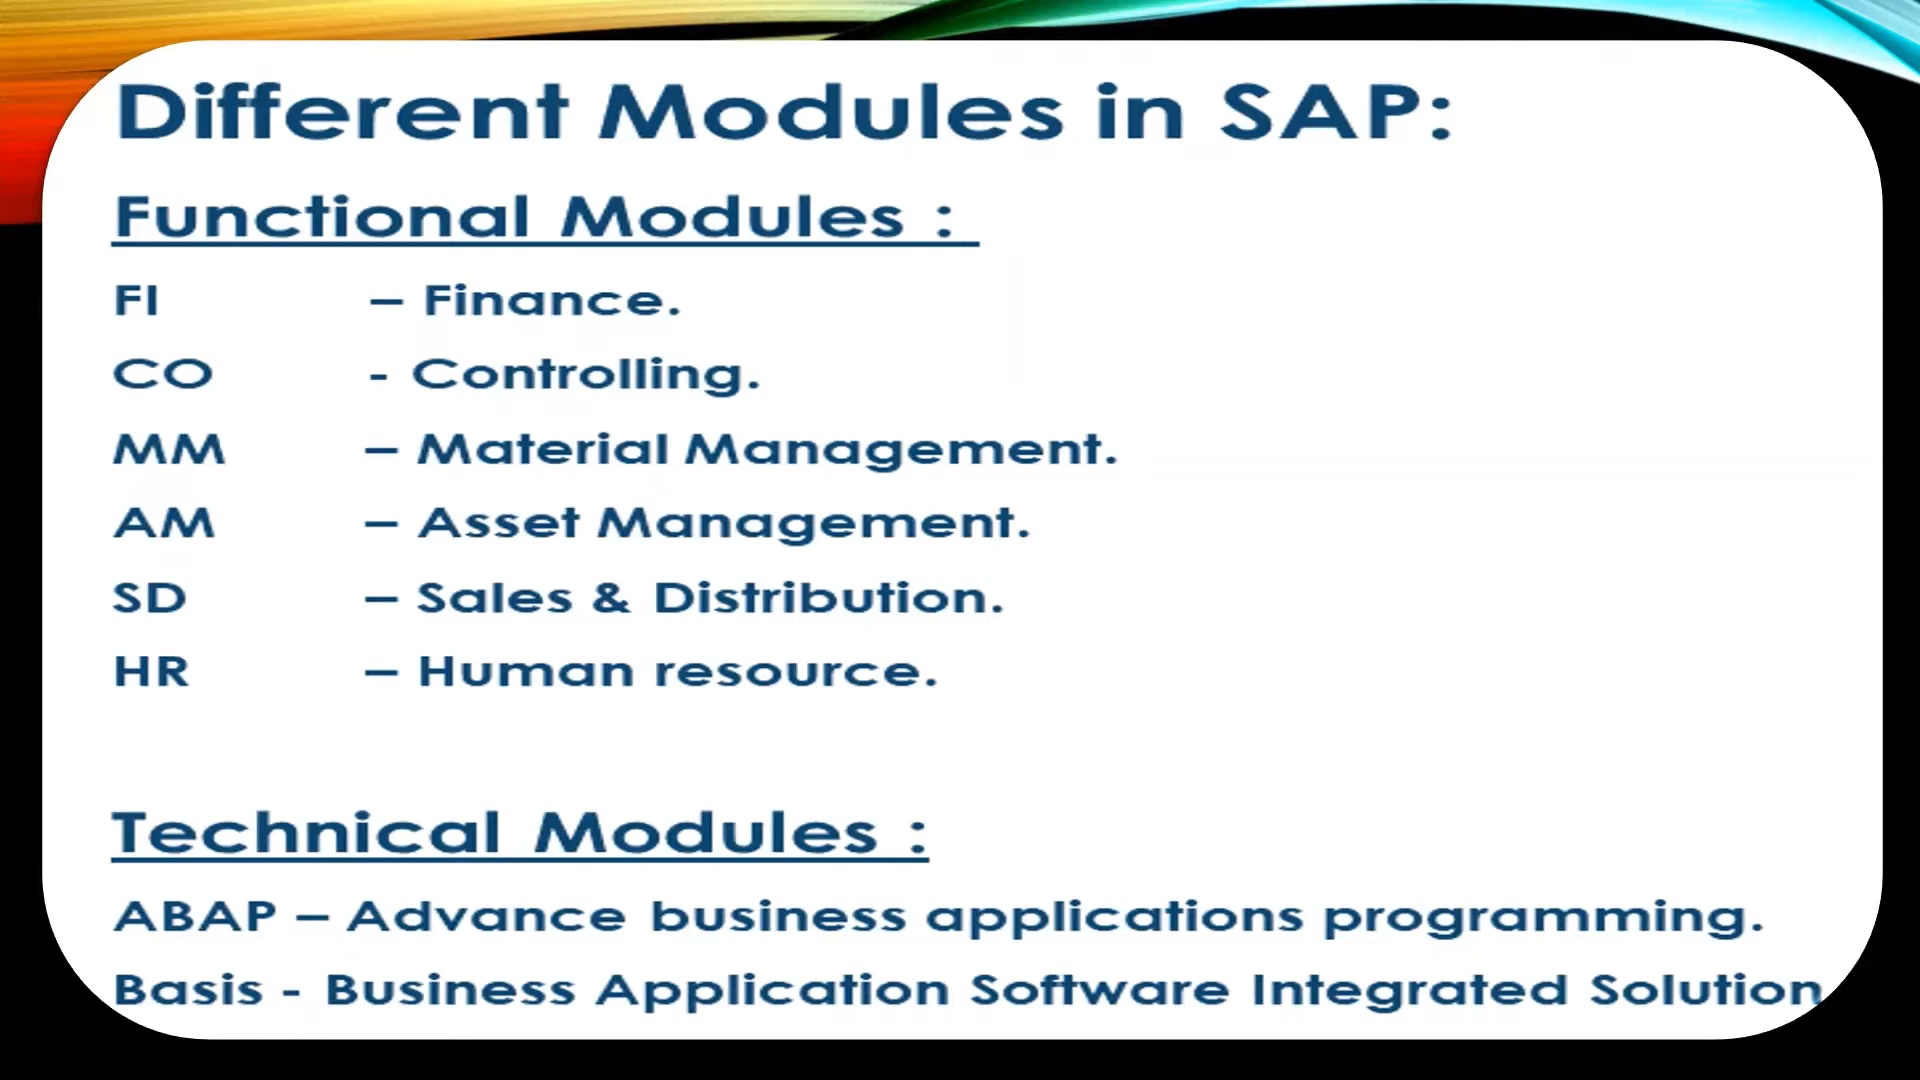 Different Modules in SAP:
Functional Modules :
FI – Finance.
CO - Controlling.
MM – Material Management.
AM – Asset Management.
SD – Sales & Distribution.
HR – Human resource.
Technical Modules :
ABAP – Advance business applications programming.
Basis - Business Application Software Integrated Solution